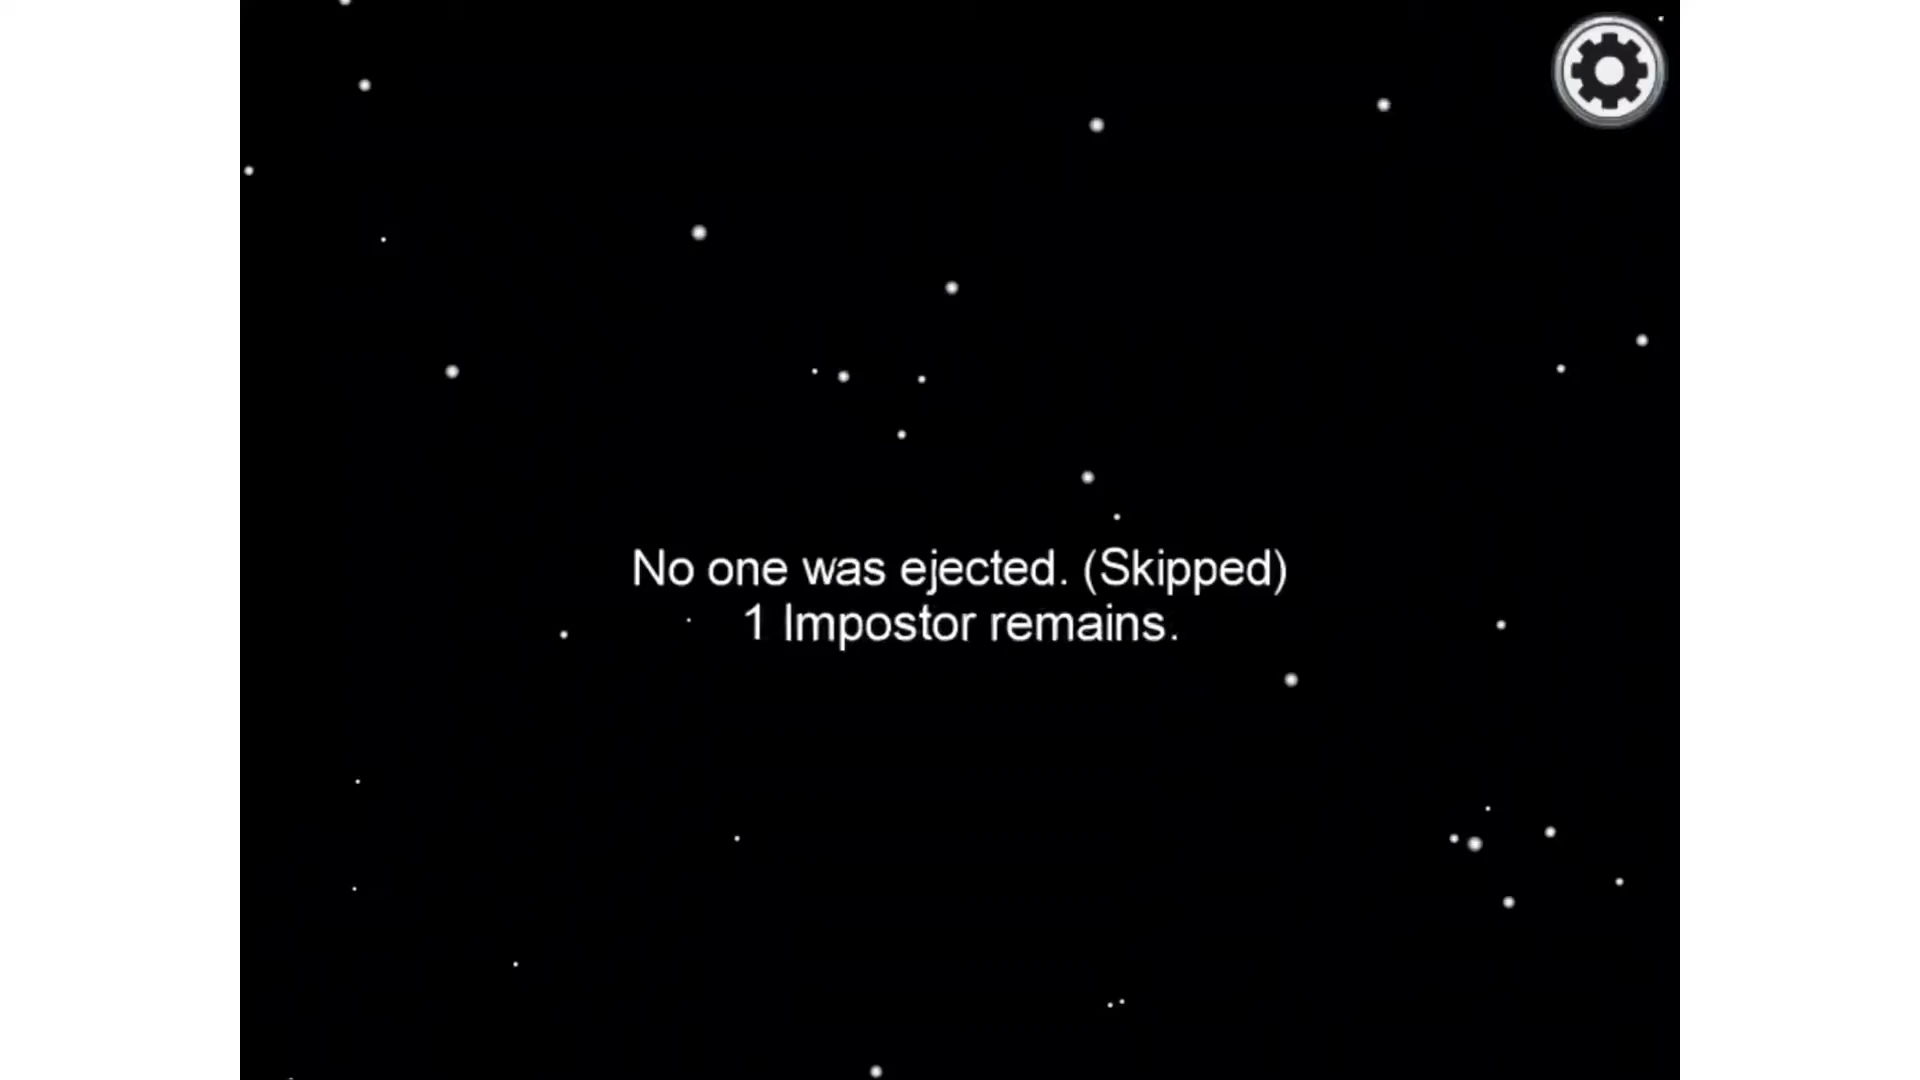 No one was ejected. (Skipped)
1 Impostor remains.